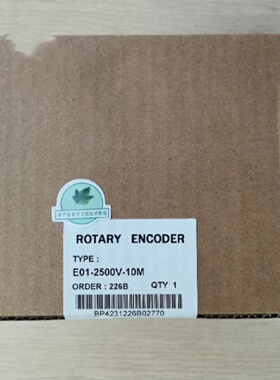 ROTARY ENCODER
TYPE :
E01-2500V-10M
ORDER : 226B QTY 1
BP4231226B02770